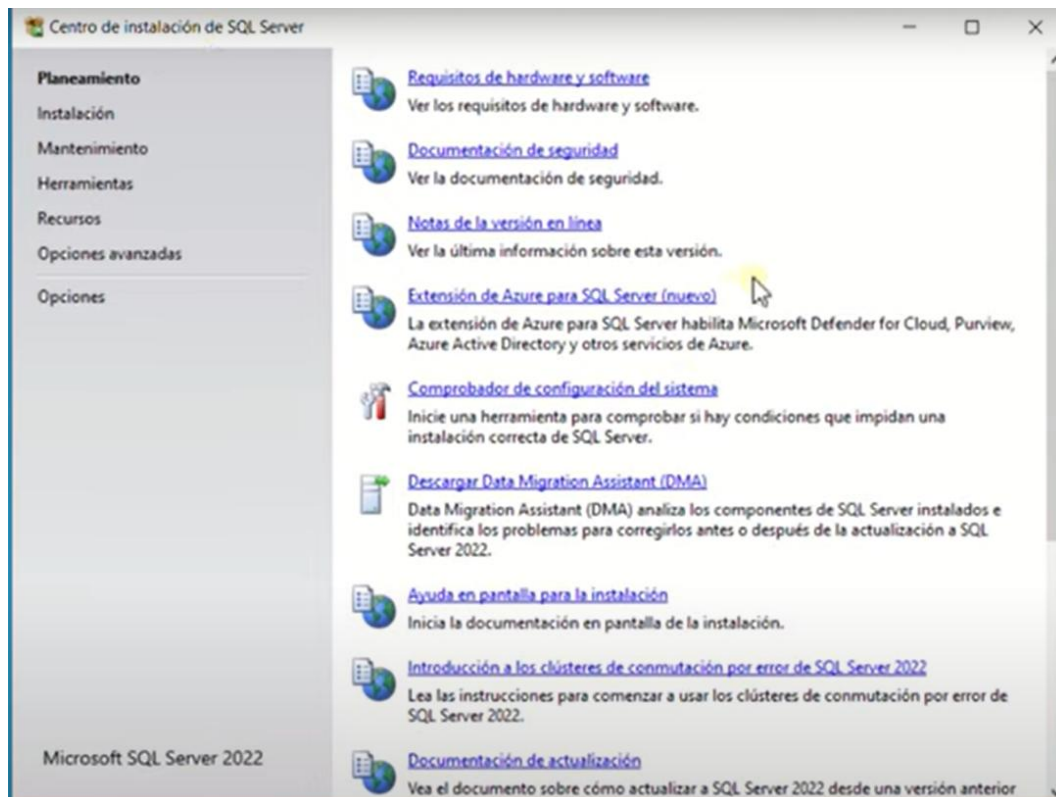 Centro de instalación de SQL Server
Planeamiento
Instalación
Mantenimiento
Herramientas
Recursos
Opciones avanzadas
Opciones
Microsoft SQL Server 2022
Requisitos de hardware y software
Ver los requisitos de hardware y software.
Documentación de seguridad
Ver la documentación de seguridad.
Notas de la versión en línea
Ver la última información sobre esta versión.
Extensión de Azure para SQL Server (nuevo)
La extensión de Azure para SQL Server habilita Microsoft Defender for Cloud, Purview,
Azure Active Directory y otros servicios de Azure.
Comprobador de configuración del sistema
Inicie una herramienta para comprobar si hay condiciones que impidan una
instalación correcta de SQL Server.
Descargar Data Migration Assistant (DMA)
Data Migration Assistant (DMA) analiza los componentes de SQL Server instalados e
identifica los problemas para corregirlos antes o después de la actualización a SQL
Server 2022.
Ayuda en pantalla para la instalación
Inicia la documentación en pantalla de la instalación.
Introducción a los clústeres de conmutación por error de SQL Server 2022
Lea las instrucciones para comenzar a usar los clústeres de conmutación por error de
SQL Server 2022.
Documentación de actualización
Vea el documento sobre cómo actualizar a SQL Server 2022 desde una versión anterior